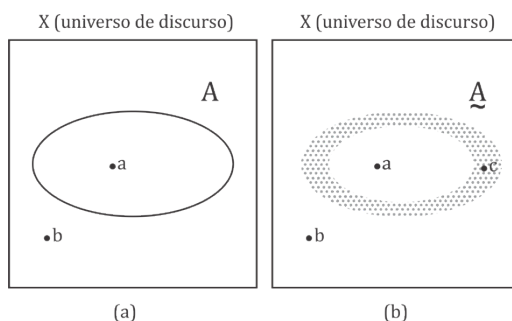 X (universo de discurso)
A
a
b
(a)
X (universo de discurso)
A̰
a
c
b
(b)